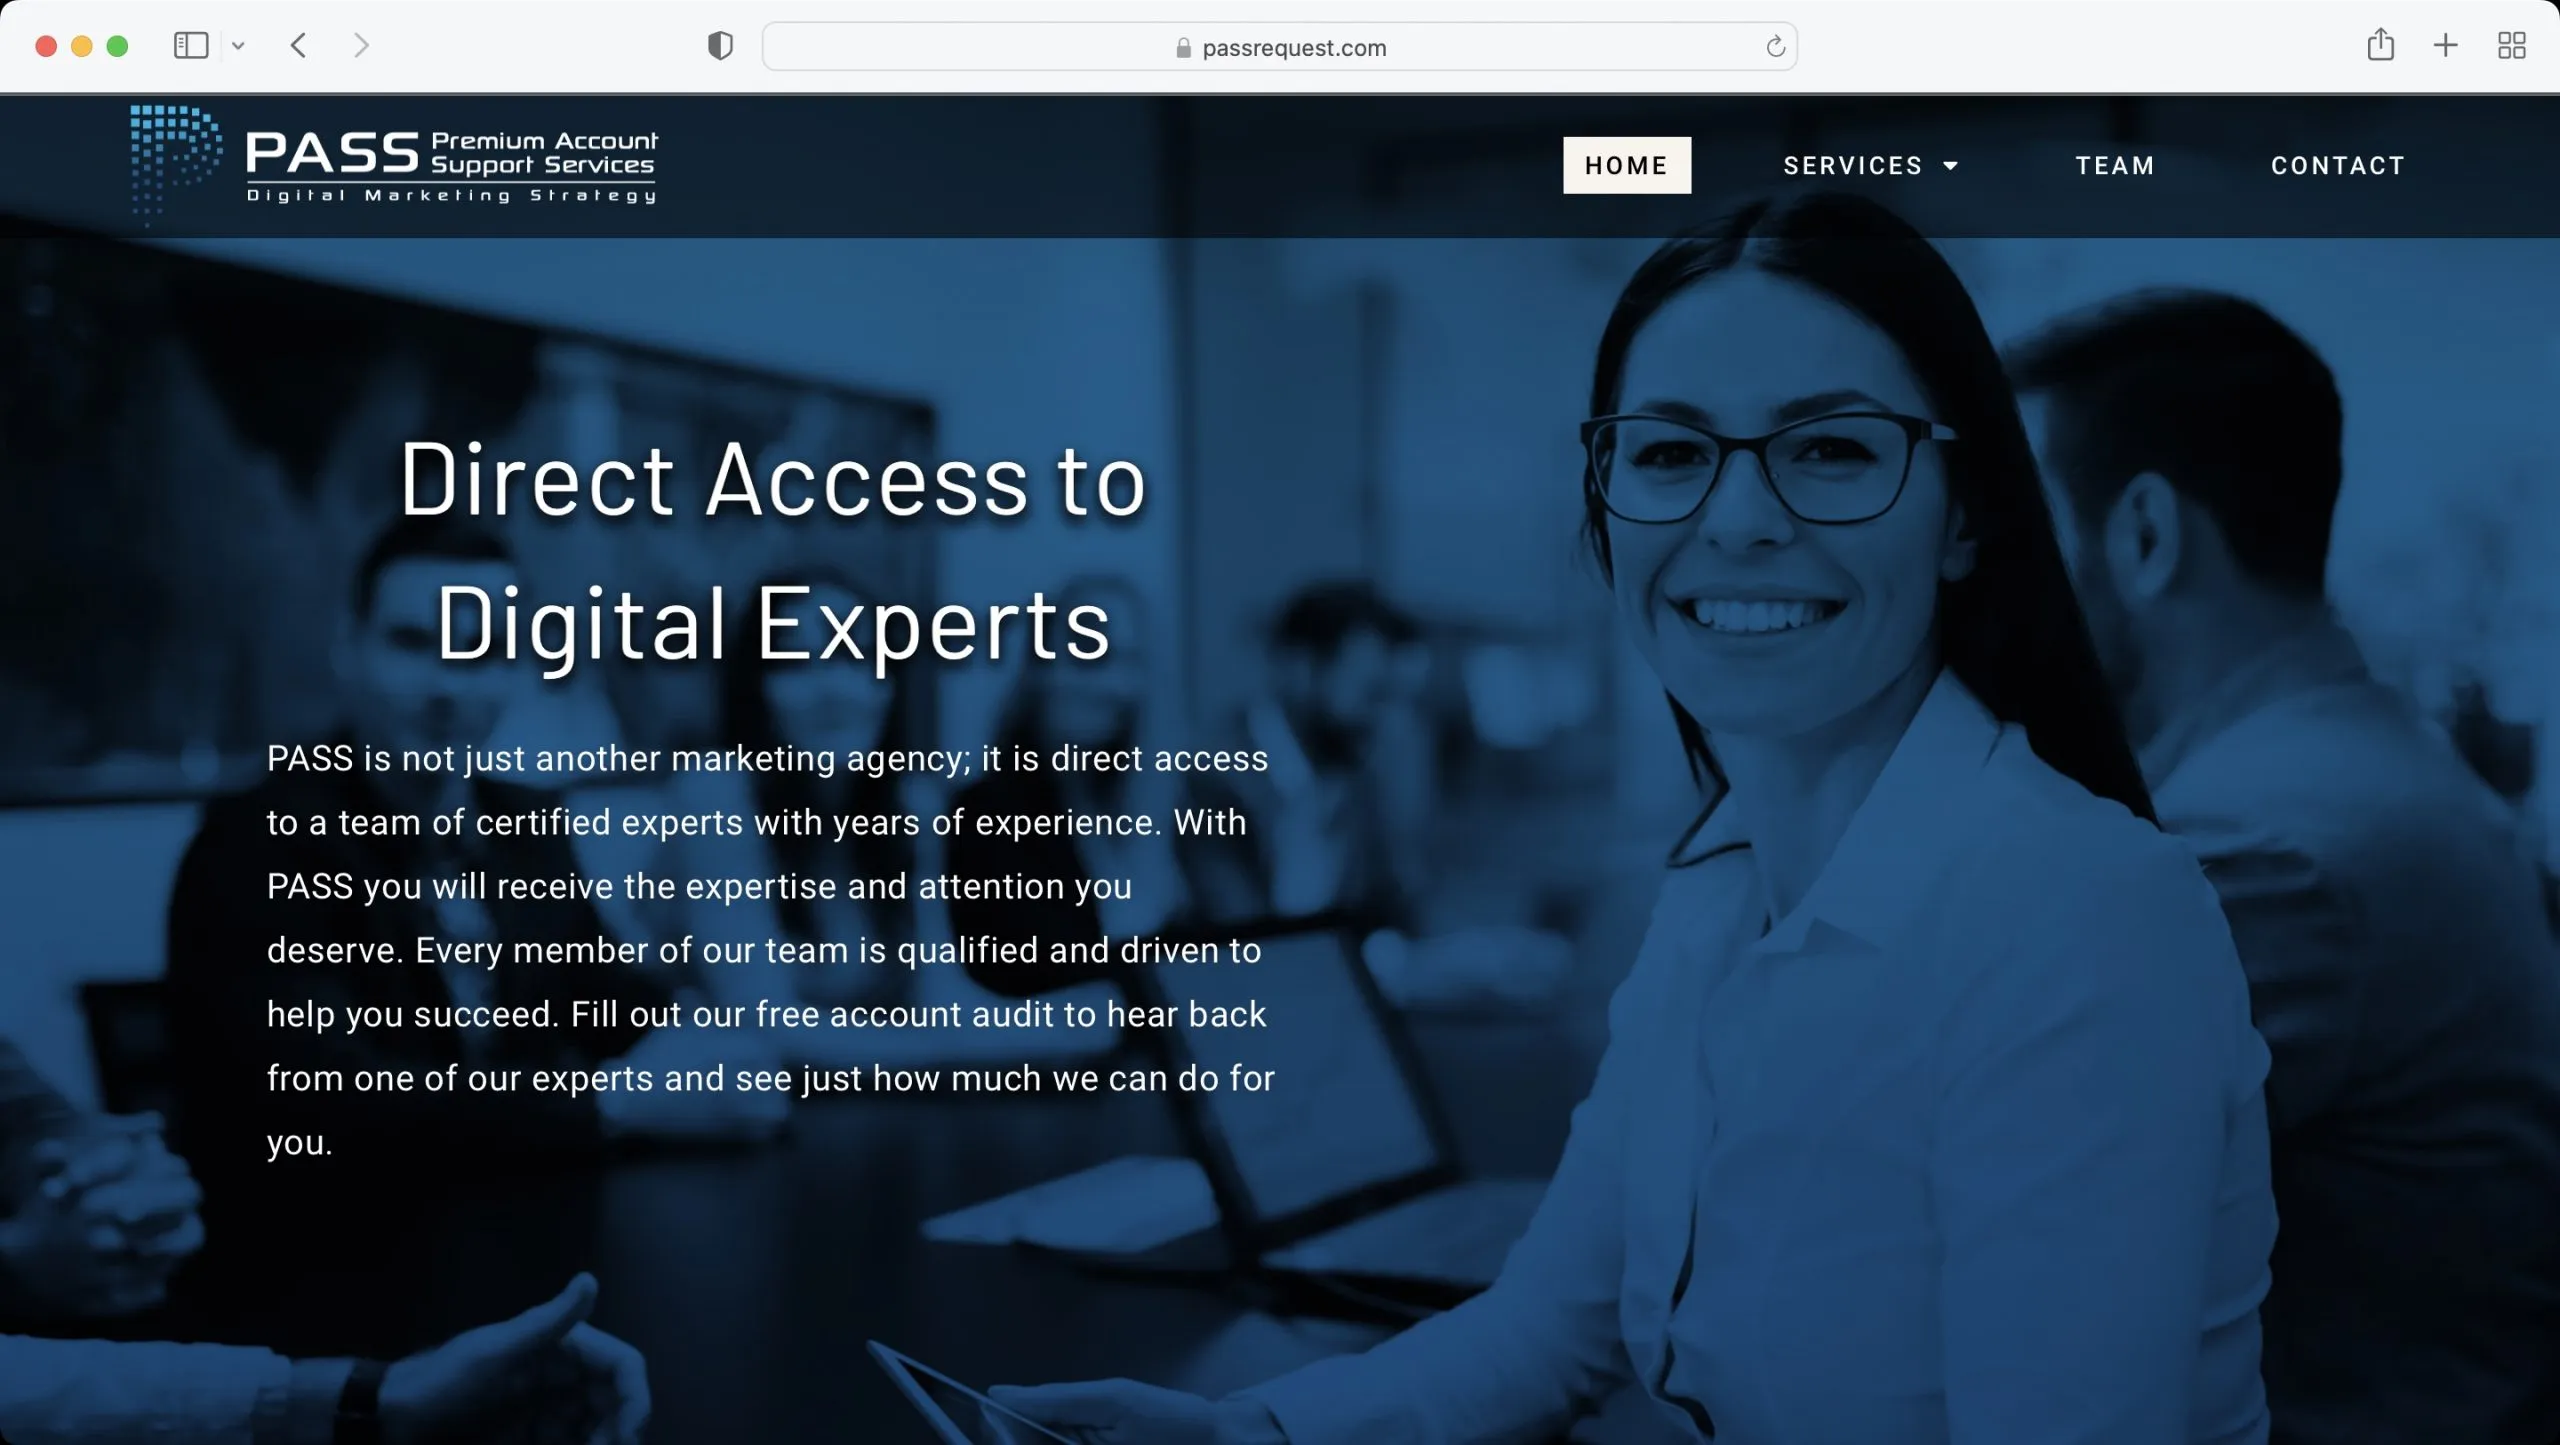 passrequest.com
PASS Premium Account
Support Services
Digital Marketing Strategy
HOME SERVICES TEAM CONTACT
Direct Access to
Digital Experts
PASS is not just another marketing agency; it is direct access
to a team of certified experts with years of experience. With
PASS you will receive the expertise and attention you
deserve. Every member of our team is qualified and driven to
help you succeed. Fill out our free account audit to hear back
from one of our experts and see just how much we can do for
you.